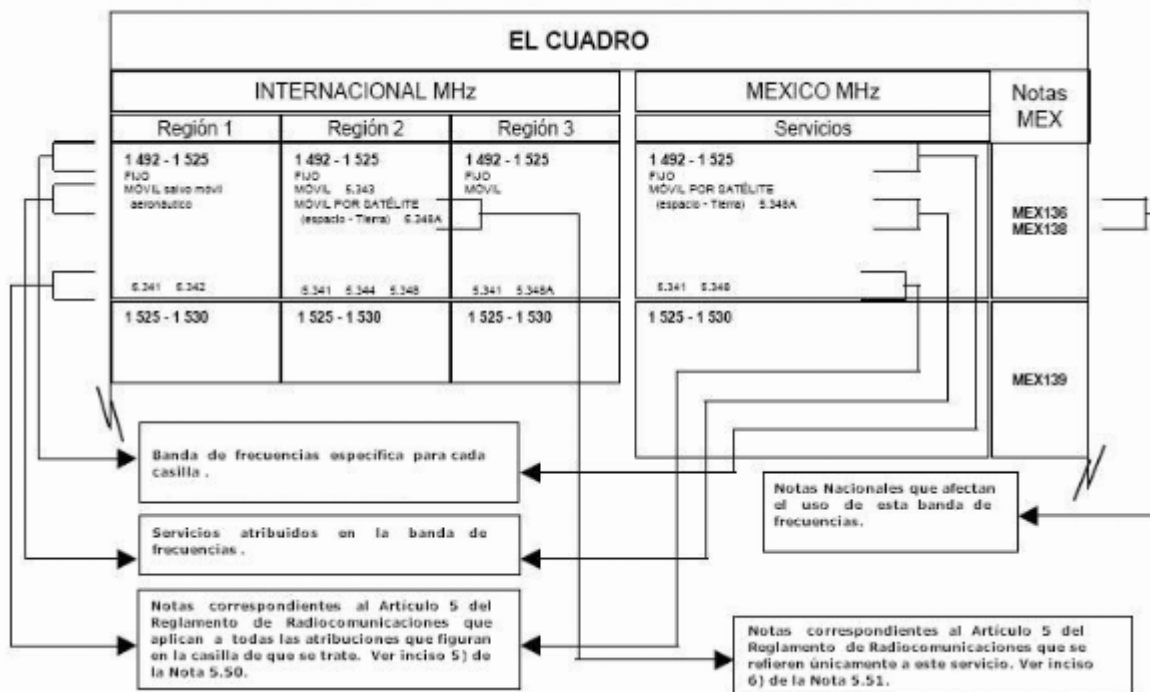 EL CUADRO
INTERNACIONAL MHz
MEXICO MHz
Notas
MEX
Región 1
Región 2
Región 3
Servicios
1 492 - 1 525
FIJO
MÓVIL salvo móvil
aeronáutico
5.341 5.342
1 492 - 1 525
FIJO
MÓVIL 5.343
MÓVIL POR SATÉLITE
(espacio - Tierra) 5.348A
5.341 5.344 5.348
1 492 - 1 525
FIJO
MÓVIL
5.341 5.348A
1 492 - 1 525
FIJO
MÓVIL POR SATÉLITE
(espacio - Tierra) 5.348A
5.341 5.348
MEX136
MEX138
1 525 - 1 530
1 525 - 1 530
1 525 - 1 530
1 525 - 1 530
MEX139
Banda de frecuencias específica para cada
casilla .
Servicios atribuidos en la banda de
frecuencias .
Notas correspondientes al Artículo 5 del
Reglamento de Radiocomunicaciones que
aplican a todas las atribuciones que figuran
en la casilla de que se trate. Ver inciso 5) de
la Nota 5.50.
Notas Nacionales que afectan
el uso de esta banda de
frecuencias.
Notas correspondientes al Artículo 5 del
Reglamento de Radiocomunicaciones que se
refieren únicamente a este servicio. Ver inciso
6) de la Nota 5.51.